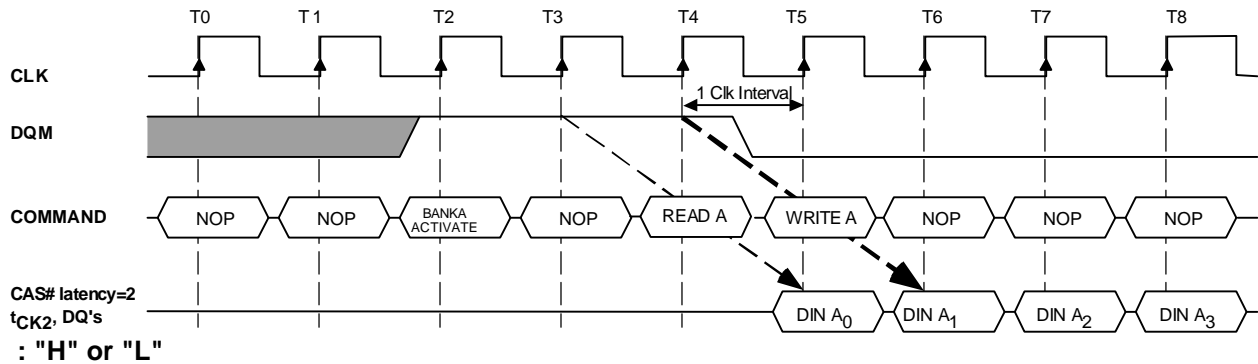 T0 T1 T2 T3 T4 T5 T6 T7 T8
CLK
1 Clk Interval
DQM
COMMAND NOP NOP BANKA ACTIVATE NOP READ A WRITE A NOP NOP NOP
CAS# latency=2
tCK2, DQ's DIN A0 DIN A1 DIN A2 DIN A3
: "H" or "L"